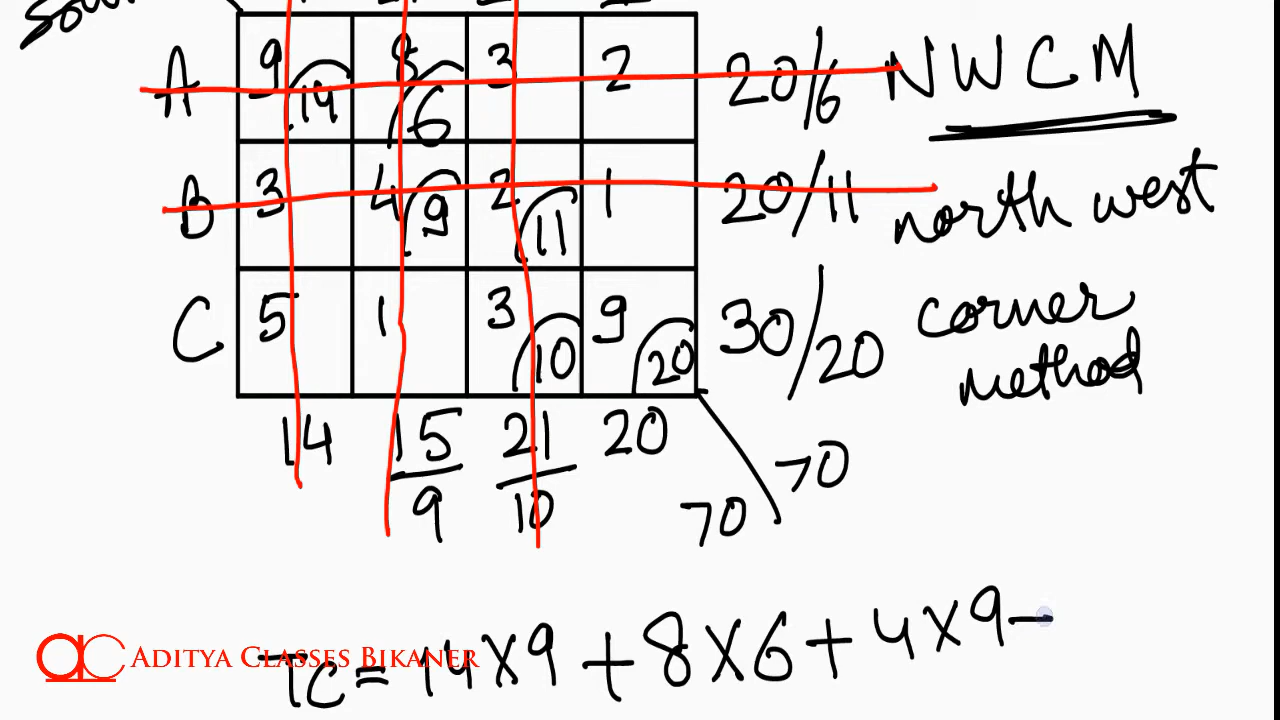 A 9 14 8 6 3 2 20/6 NWCM
B 3 4 9 2 11 1 20/11 north west
C 5 1 3 10 9 20 30/20 corner
method
14 15 21 20 70
9 10 70
ADITYA CLASSES BIKANER
TC = 14 X 9 + 8 X 6 + 4 X 9 -